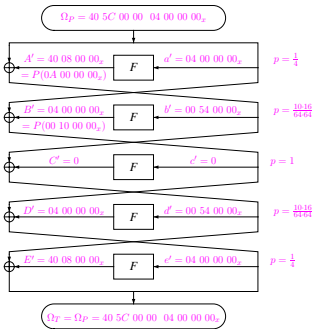 Ω_P = 40 5C 00 00 04 00 00 00_x
A' = 40 08 00 00_x F a' = 04 00 00 00_x p = 1/4
= P(0A 00 00 00_x)
B' = 04 00 00 00_x F b' = 00 54 00 00_x p = 10·16/64·64
= P(00 10 00 00_x)
C' = 0 F c' = 0 p = 1
D' = 04 00 00 00_x F d' = 00 54 00 00_x p = 10·16/64·64
E' = 40 08 00 00_x F e' = 04 00 00 00_x p = 1/4
Ω_T = Ω_P = 40 5C 00 00 04 00 00 00_x